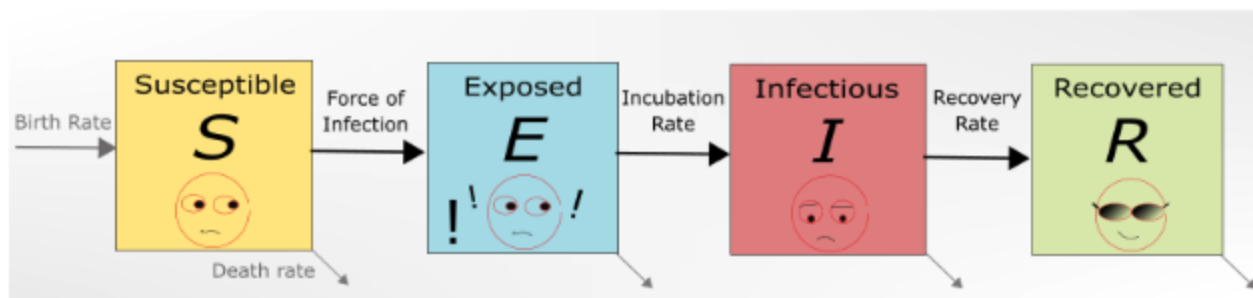 Birth Rate
Susceptible
S
Death rate
Force of
Infection
Exposed
E
! ! !
Incubation
Rate
Infectious
I
Recovery
Rate
Recovered
R